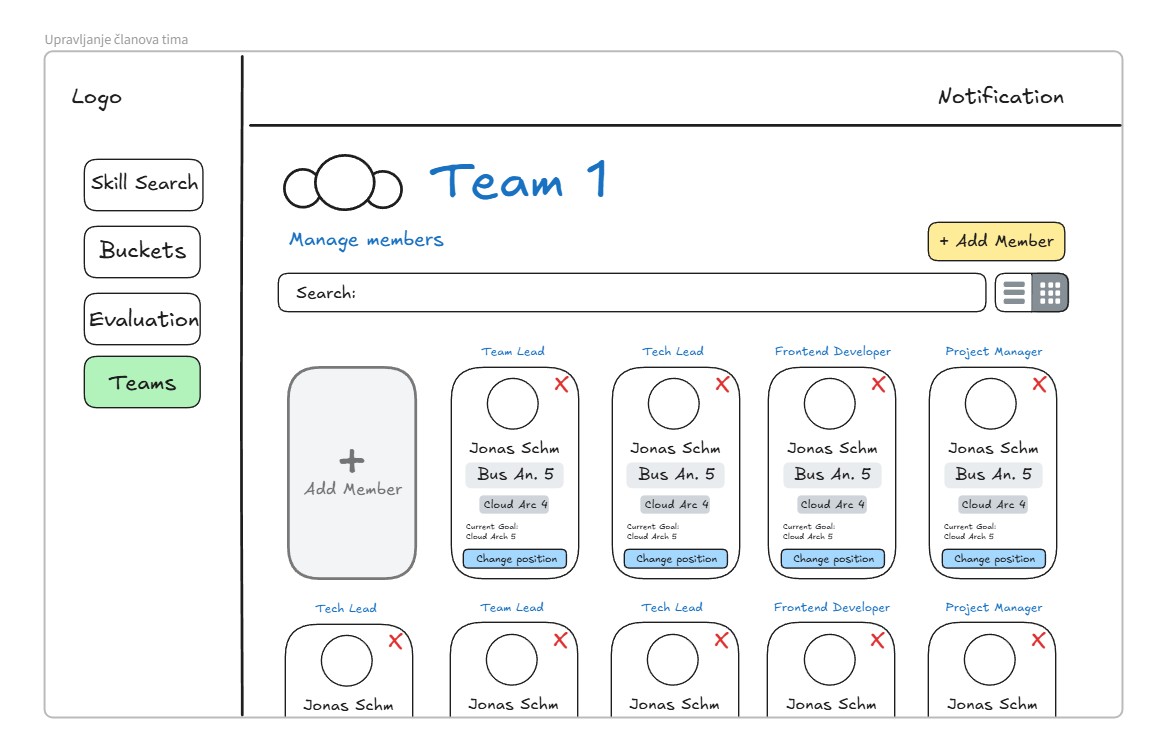 Upravljanje članova tima
Logo
Notification
Skill Search
Buckets
Evaluation
Teams
Team 1
Manage members
+ Add Member
Search:
+
Add Member
Team Lead
X
Jonas Schm
Bus An. 5
Cloud Arc 4
Current Goal:
Cloud Arch 5
Change position
Tech Lead
X
Jonas Schm
Bus An. 5
Cloud Arc 4
Current Goal:
Cloud Arch 5
Change position
Frontend Developer
X
Jonas Schm
Bus An. 5
Cloud Arc 4
Current Goal:
Cloud Arch 5
Change position
Project Manager
X
Jonas Schm
Bus An. 5
Cloud Arc 4
Current Goal:
Cloud Arch 5
Change position
Tech Lead
X
Jonas Schm
Team Lead
X
Jonas Schm
Tech Lead
X
Jonas Schm
Frontend Developer
X
Jonas Schm
Project Manager
X
Jonas Schm